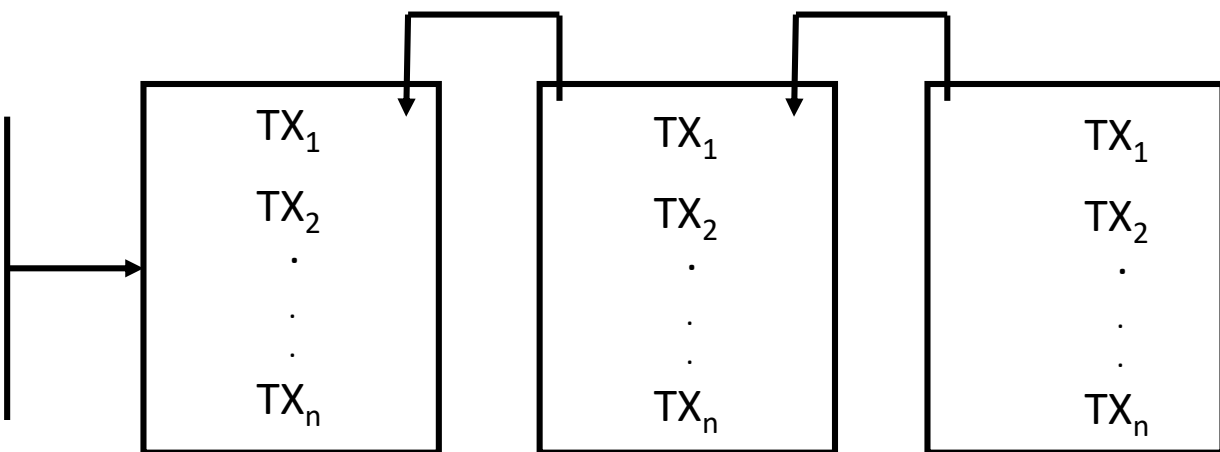 TX₁ TX₁ TX₁
TX₂ TX₂ TX₂
. . .
. . .
. . .
TXₙ TXₙ TXₙ